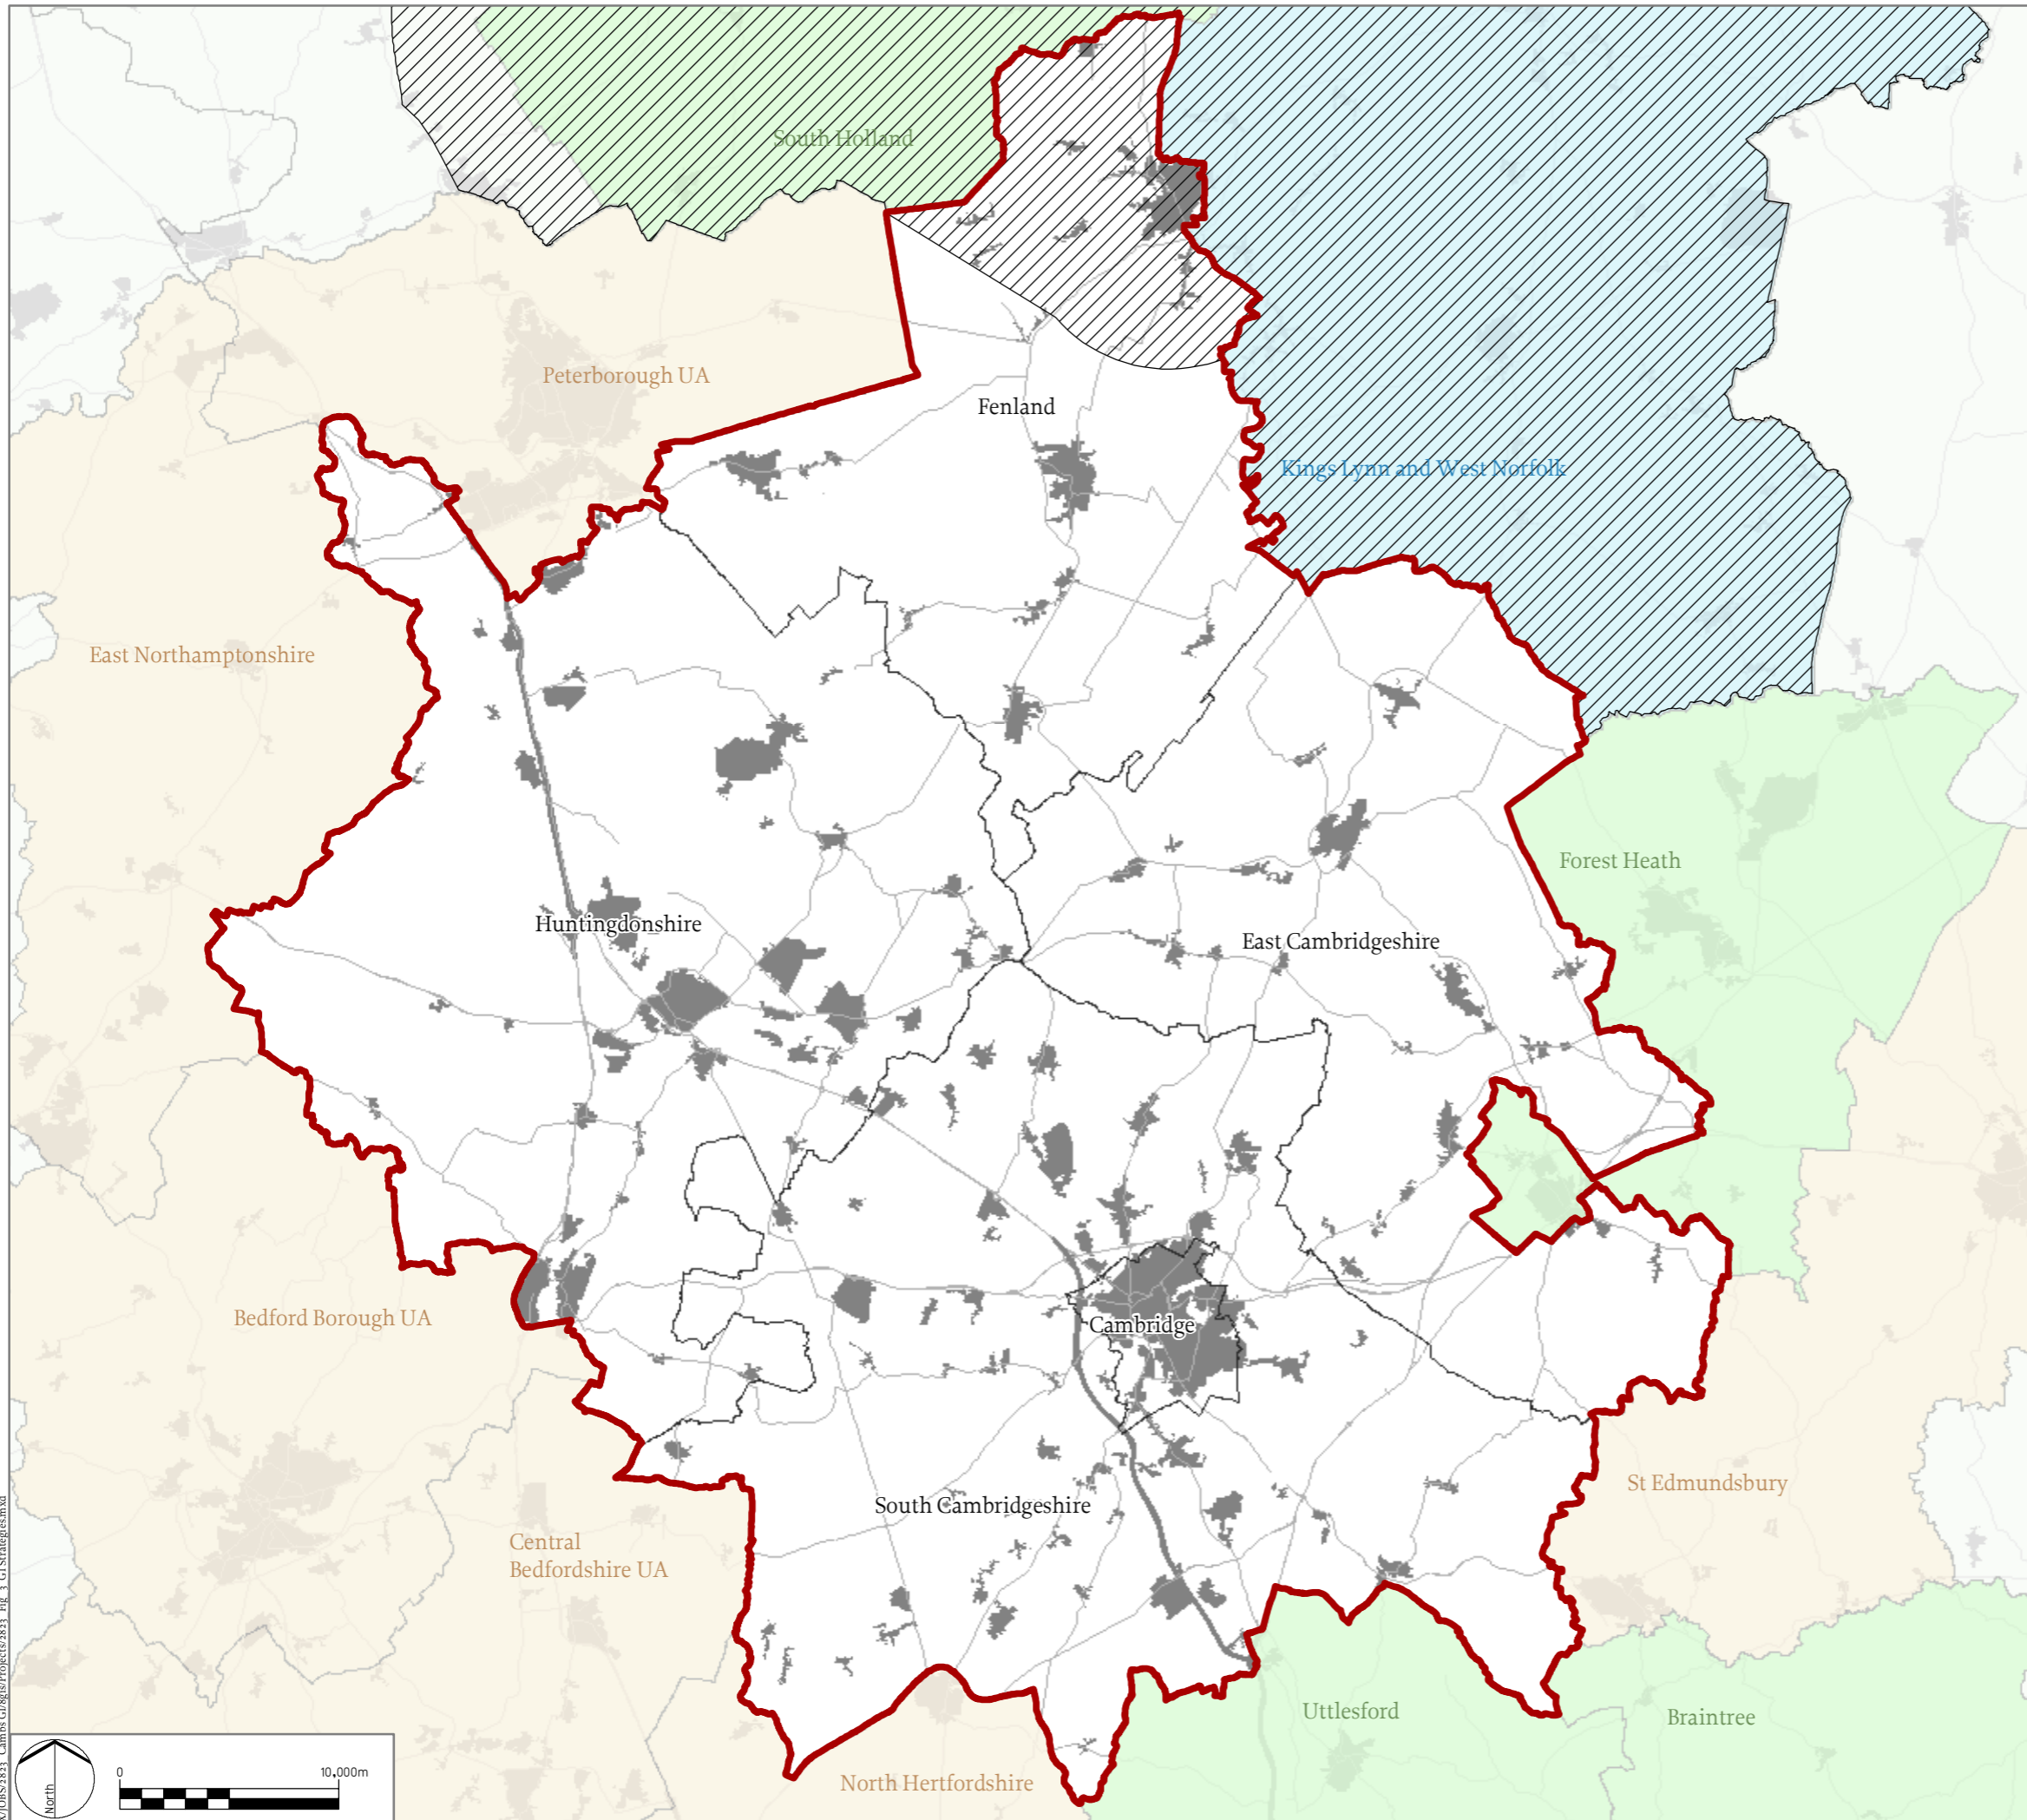 South Holland
Peterborough UA
Fenland
Kings Lynn and West Norfolk
East Northamptonshire
Forest Heath
Huntingdonshire
East Cambridgeshire
Bedford Borough UA
Cambridge
St Edmundsbury
South Cambridgeshire
Central
Bedfordshire UA
Uttlesford
Braintree
North Hertfordshire
North
0
10,000m